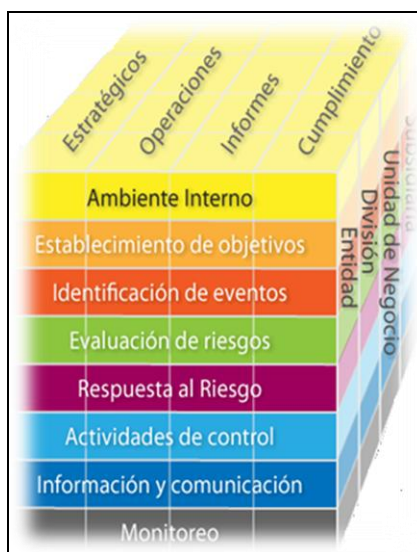 Estratégicos
Operaciones
Informes
Cumplimiento
Ambiente Interno
Establecimiento de objetivos
Identificación de eventos
Evaluación de riesgos
Respuesta al Riesgo
Actividades de control
Información y comunicación
Monitoreo
Entidad
División
Unidad de Negocio